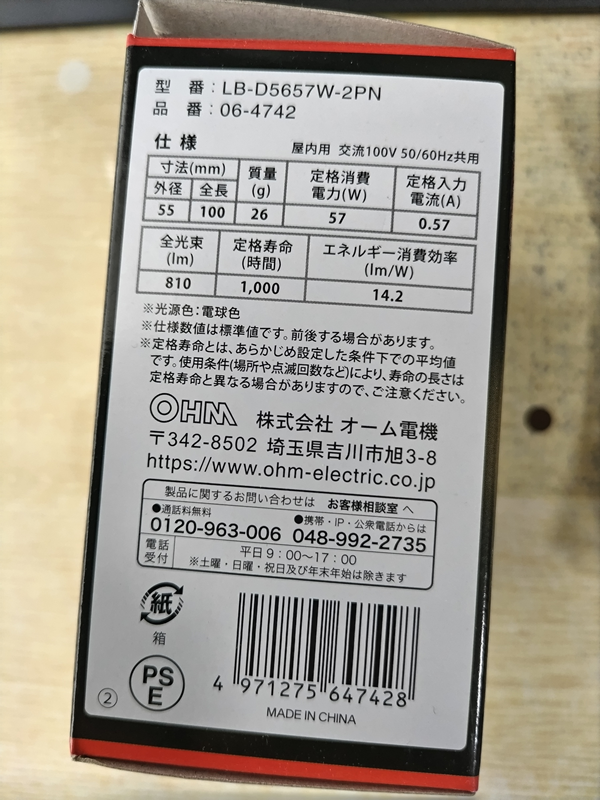 型 番：LB-D5657W-2PN
品 番：06-4742
仕様 屋内用 交流100V 50/60Hz共用
寸法(mm) 質量(g) 定格消費電力(W) 定格入力電流(A)
外径 全長
55 100 26 57 0.57
全光束(lm) 定格寿命(時間) エネルギー消費効率(lm/W)
810 1,000 14.2
※光源色：電球色
※仕様数値は標準値です。前後する場合があります。
※定格寿命とは、あらかじめ設定した条件下での平均値
です。使用条件(場所や点滅回数など)により、寿命の長さは
定格寿命と異なる場合がありますので、ご注意ください。
OHM 株式会社 オーム電機
〒342-8502 埼玉県吉川市旭3-8
https://www.ohm-electric.co.jp
製品に関するお問い合わせは お客様相談室 へ
●通話料無料 ●携帯・IP・公衆電話からは
0120-963-006 048-992-2735
電話受付 平日9：00～17：00
※土曜・日曜・祝日及び年末年始は除きます
紙
箱
PS
E
②
4 971275 647428
MADE IN CHINA